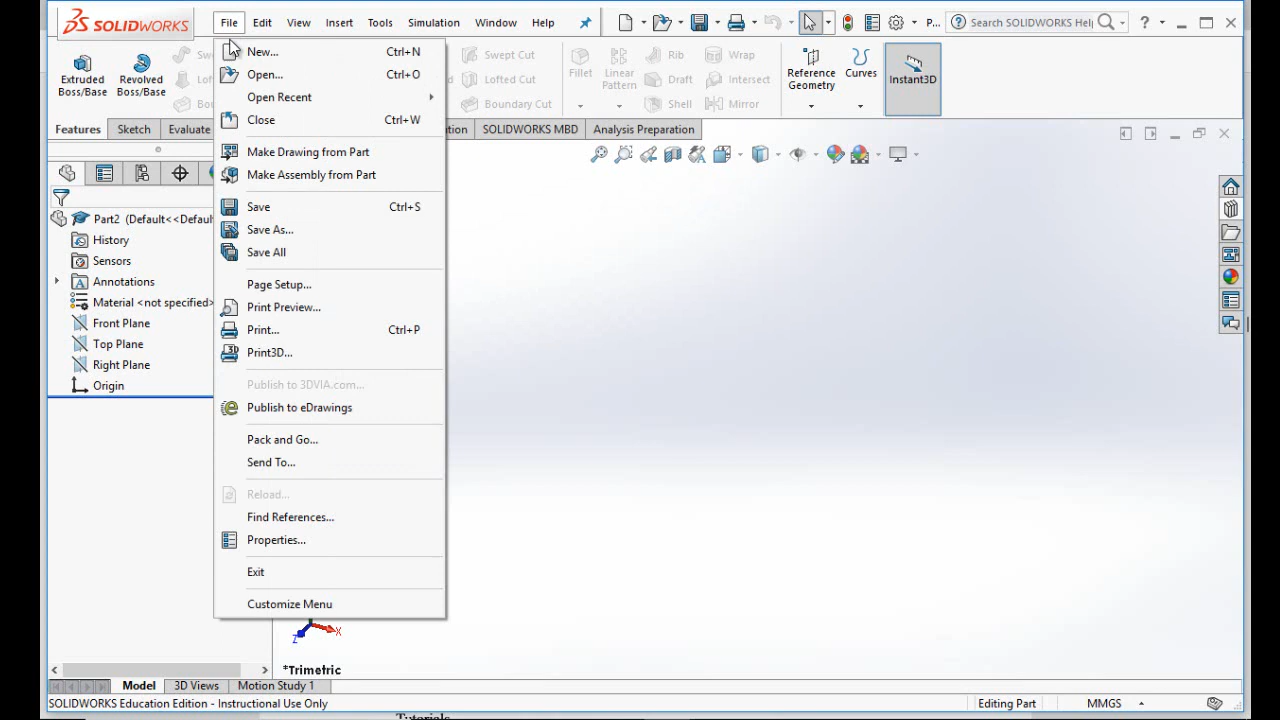 SOLIDWORKS File Edit View Insert Tools Simulation Window Help P... Search SOLIDWORKS Help
New... Ctrl+N
Open... Ctrl+O
Open Recent
Close Ctrl+W
Make Drawing from Part
Make Assembly from Part
Save Ctrl+S
Save As...
Save All
Page Setup...
Print Preview...
Print... Ctrl+P
Print3D...
Publish to 3DVIA.com...
Publish to eDrawings
Pack and Go...
Send To...
Reload...
Find References...
Properties...
Exit
Customize Menu
Extruded Boss/Base
Revolved Boss/Base
Swept Cut
Lofted Cut
Boundary Cut
Fillet
Linear Pattern
Rib
Draft
Shell
Wrap
Intersect
Mirror
Reference Geometry
Curves
Instant3D
Features Sketch Evaluate SOLIDWORKS MBD Analysis Preparation
Part2 (Default<<Defaul
History
Sensors
Annotations
Material <not specified>
Front Plane
Top Plane
Right Plane
Origin
X
Z
*Trimetric
Model 3D Views Motion Study 1
SOLIDWORKS Education Edition - Instructional Use Only Editing Part MMGS